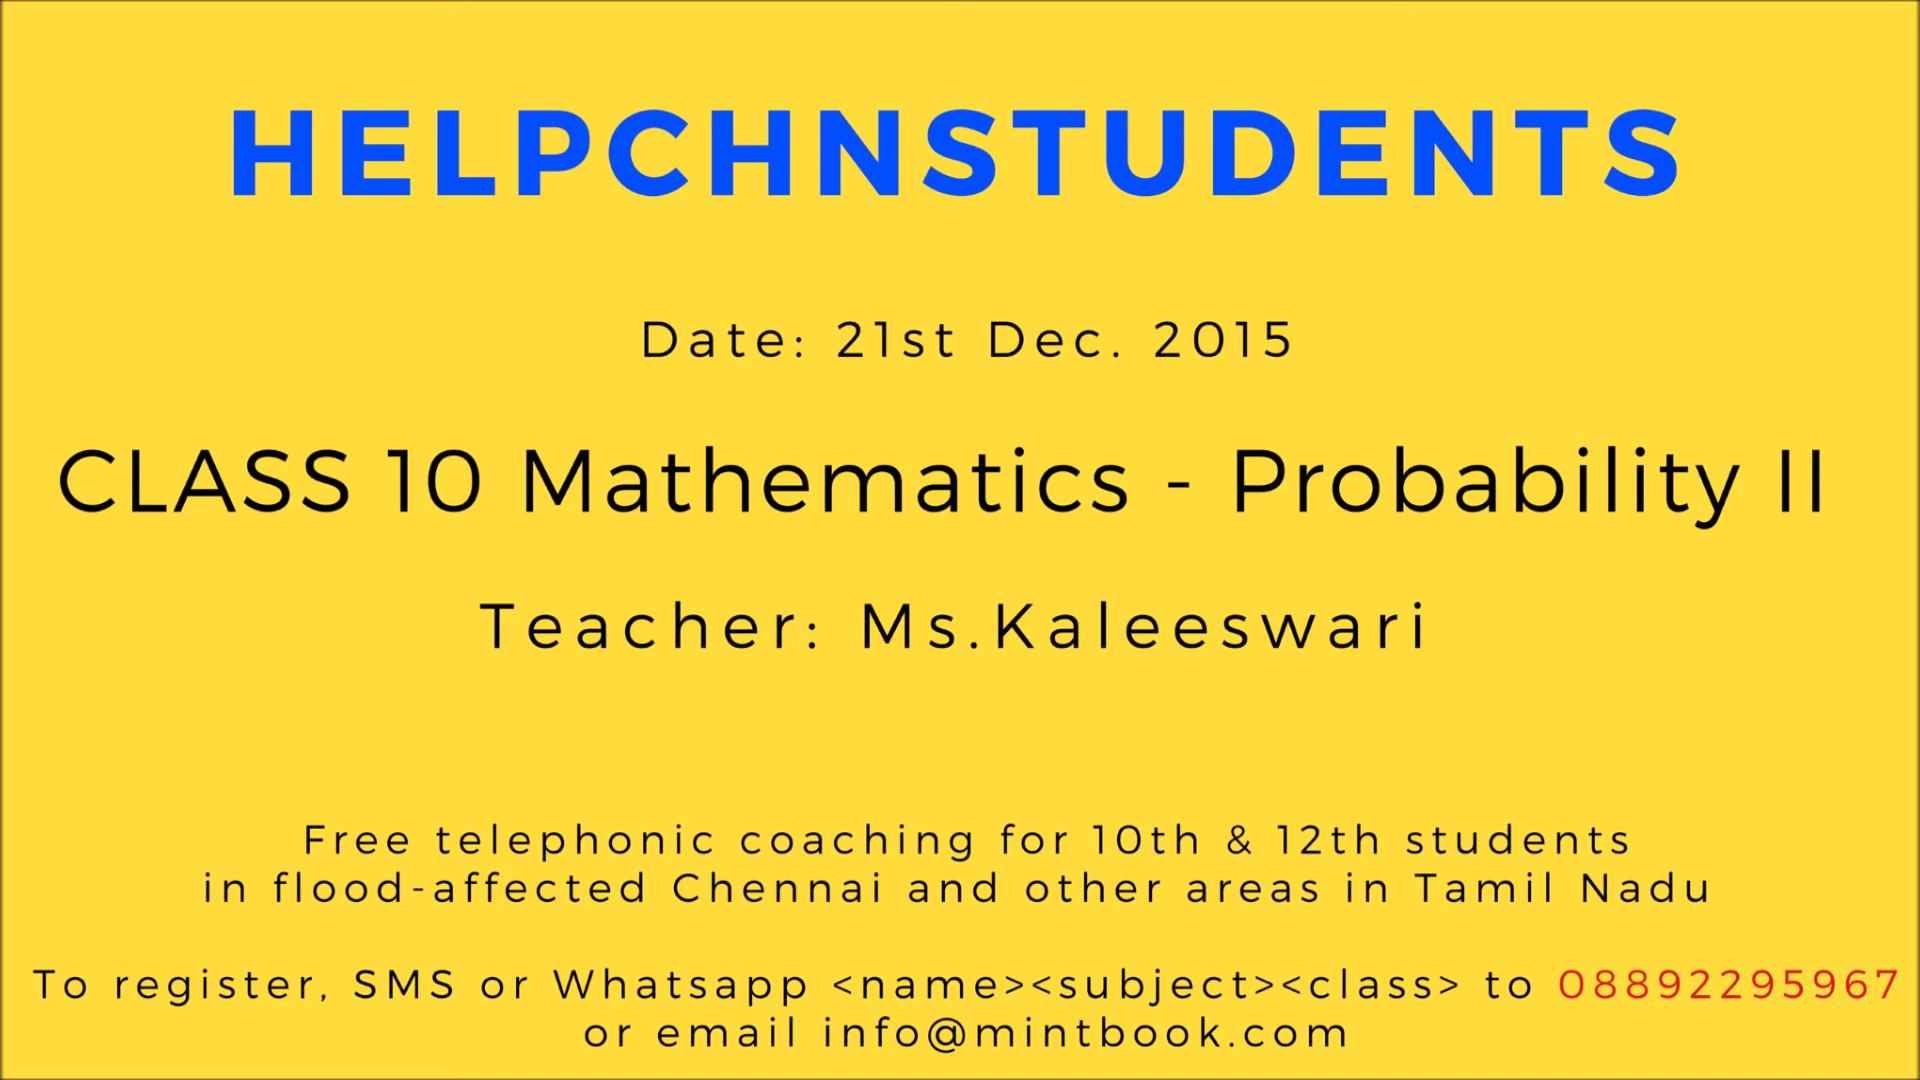 HELPCHNSTUDENTS
Date: 21st Dec. 2015
CLASS 10 Mathematics - Probability II
Teacher: Ms.Kaleeswari
Free telephonic coaching for 10th & 12th students
in flood-affected Chennai and other areas in Tamil Nadu
To register, SMS or Whatsapp <name><subject><class> to 08892295967
or email info@mintbook.com